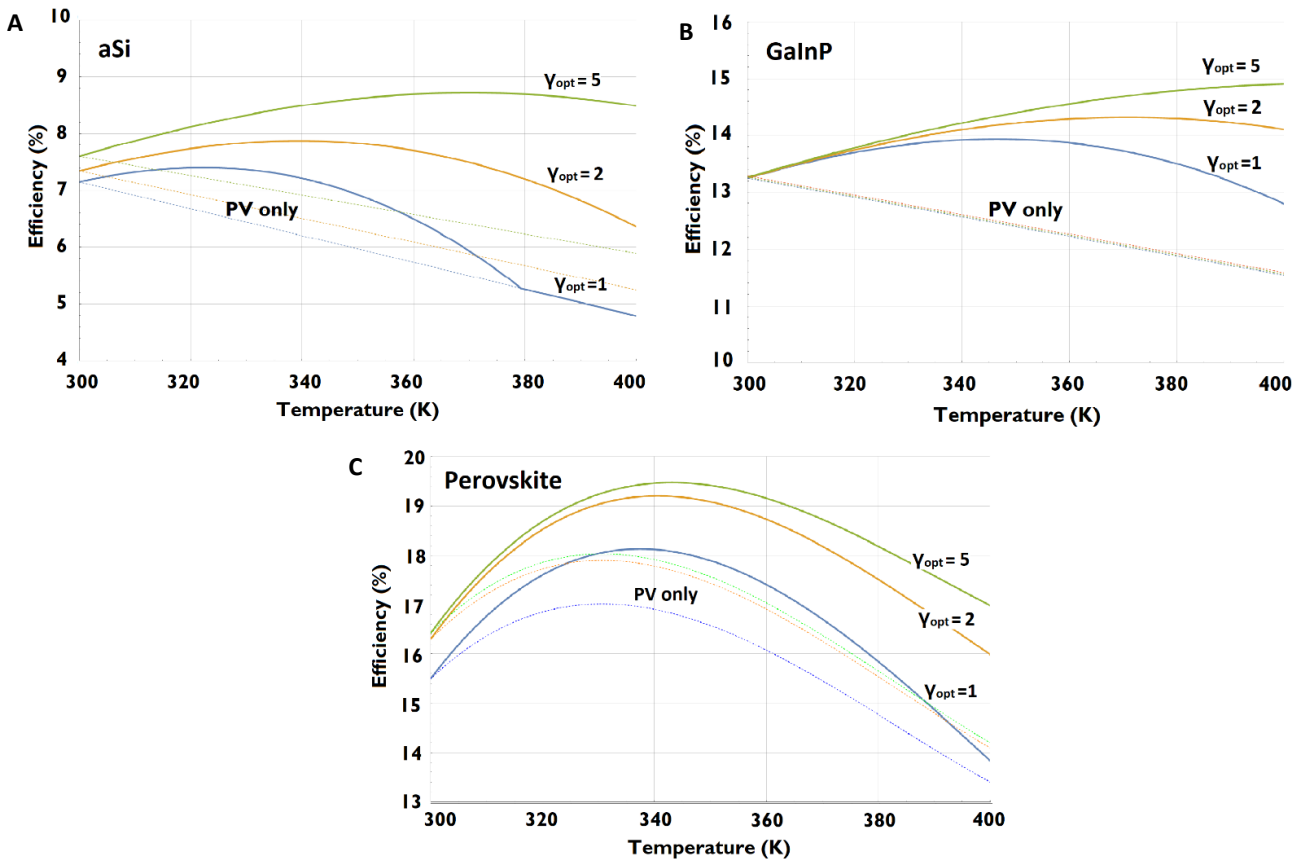 A
aSi
10
9
8
7
6
5
4
Efficiency (%)
γopt = 5
γopt = 2
PV only
γopt =1
300
320
340
360
380
400
Temperature (K)
B
GaInP
16
15
14
13
12
11
10
Efficiency (%)
γopt = 5
γopt = 2
γopt = 1
PV only
300
320
340
360
380
400
Temperature (K)
C
Perovskite
20
19
18
17
16
15
14
13
Efficiency (%)
PV only
γopt = 5
γopt = 2
γopt =1
300
320
340
360
380
400
Temperature (K)